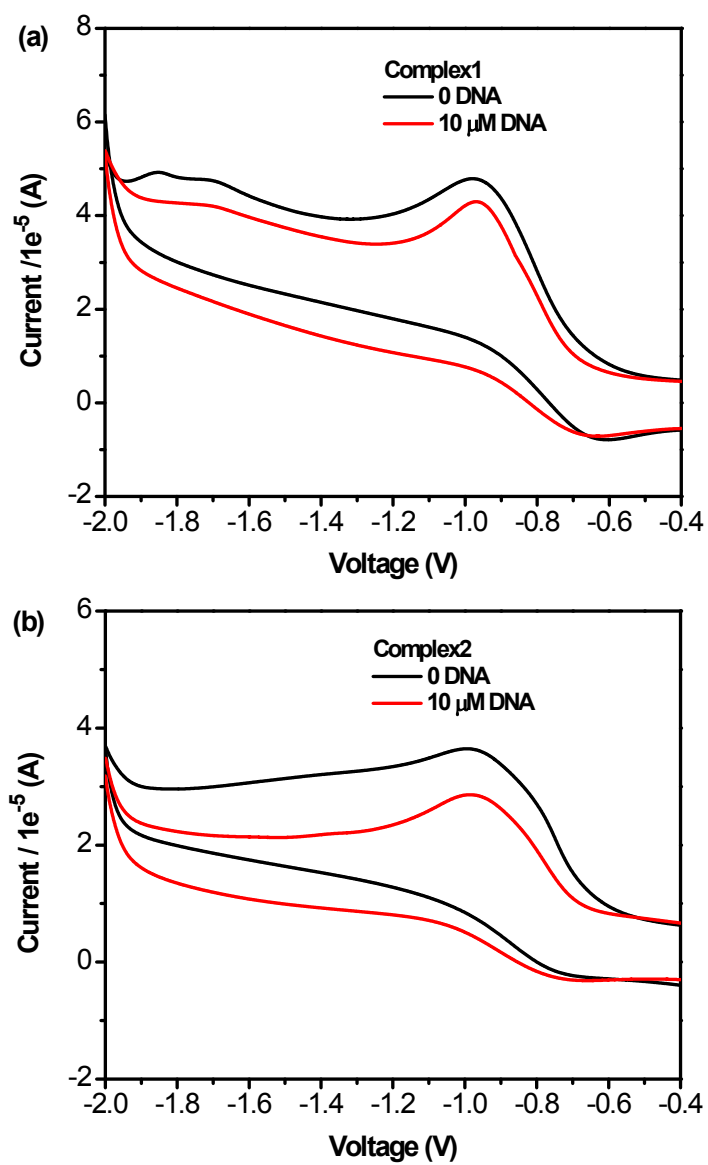 (a)
8
6
4
2
0
-2
Current /1e⁻⁵ (A)
Complex1
0 DNA
10 μM DNA
-2.0 -1.8 -1.6 -1.4 -1.2 -1.0 -0.8 -0.6 -0.4
Voltage (V)
(b)
6
4
2
0
-2
Current / 1e⁻⁵ (A)
Complex2
0 DNA
10 μM DNA
-2.0 -1.8 -1.6 -1.4 -1.2 -1.0 -0.8 -0.6 -0.4
Voltage (V)